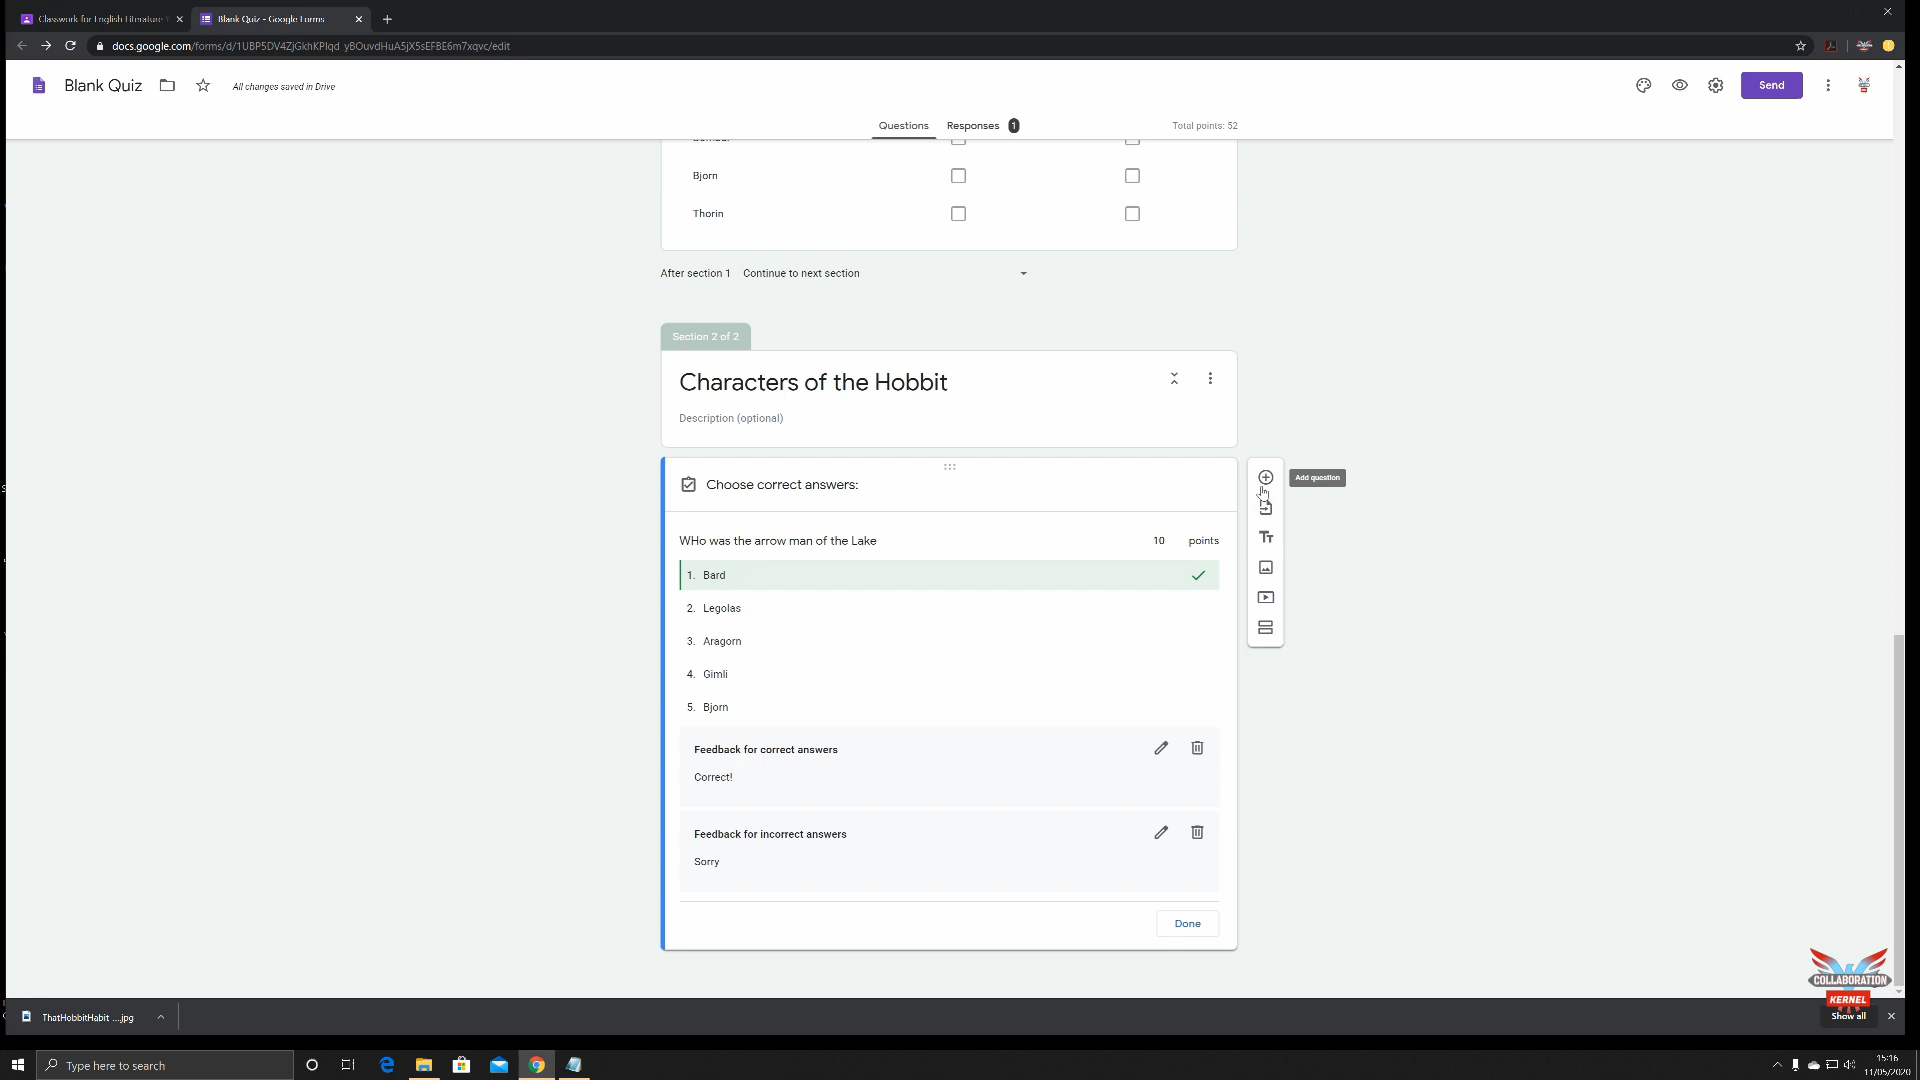 Classwork for English Literature
Blank Quiz - Google Forms
docs.google.com/forms/d/1UBP5DV4ZjGkhKPlqd_yBOuvdHuA5jX5sEFBE6m7xqvc/edit
Blank Quiz
All changes saved in Drive
Send
Questions
Responses 1
Total points: 52
Bjorn
Thorin
After section 1 Continue to next section
Section 2 of 2
Characters of the Hobbit
Description (optional)
Choose correct answers:
Add question
WHo was the arrow man of the Lake 10 points
1. Bard
2. Legolas
3. Aragorn
4. Gimli
5. Bjorn
Feedback for correct answers
Correct!
Feedback for incorrect answers
Sorry
Done
COLLABORATION
KERNEL
ThatHobbitHabit ....jpg
Show all
Type here to search
15:16
11/05/2020